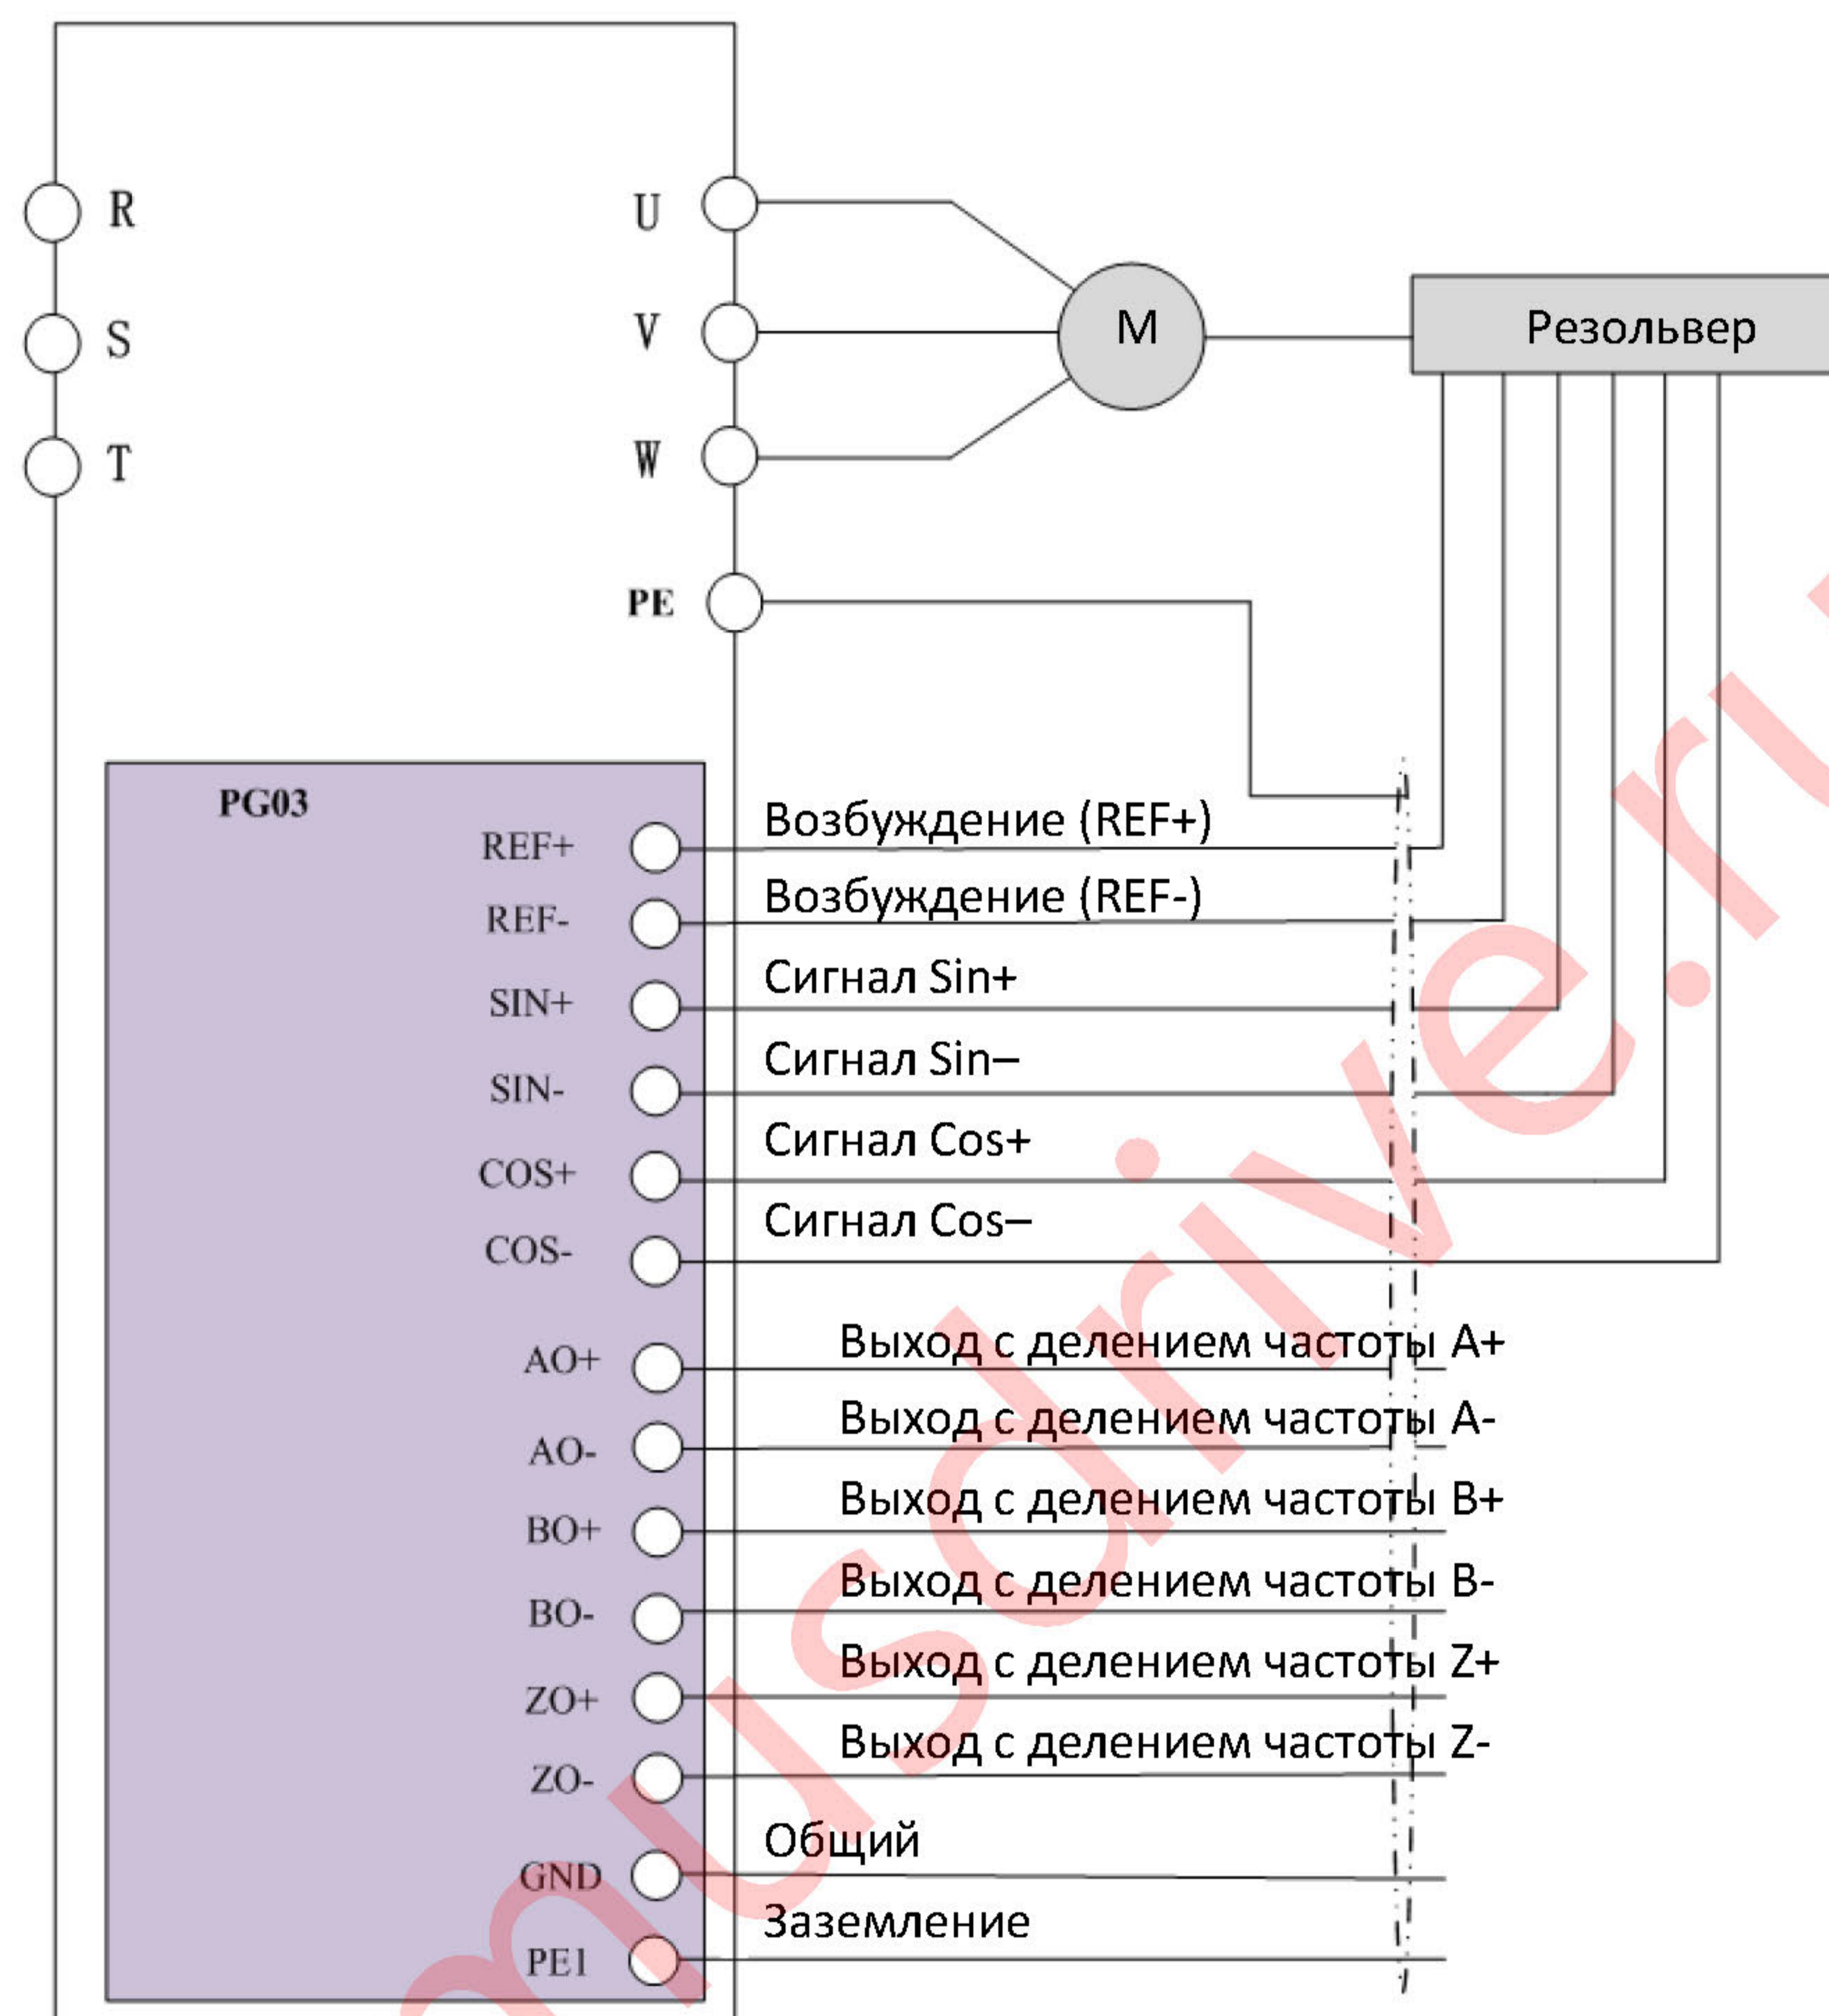 R
U
S
V
M
Резольвер
T
W
PE
PG03
REF+
Возбуждение (REF+)
REF-
Возбуждение (REF-)
SIN+
Сигнал Sin+
SIN-
Сигнал Sin–
COS+
Сигнал Cos+
COS-
Сигнал Cos–
AO+
Выход с делением частоты A+
AO-
Выход с делением частоты A-
BO+
Выход с делением частоты B+
BO-
Выход с делением частоты B-
ZO+
Выход с делением частоты Z+
ZO-
Выход с делением частоты Z-
GND
Общий
PE1
Заземление
musdrive.ru